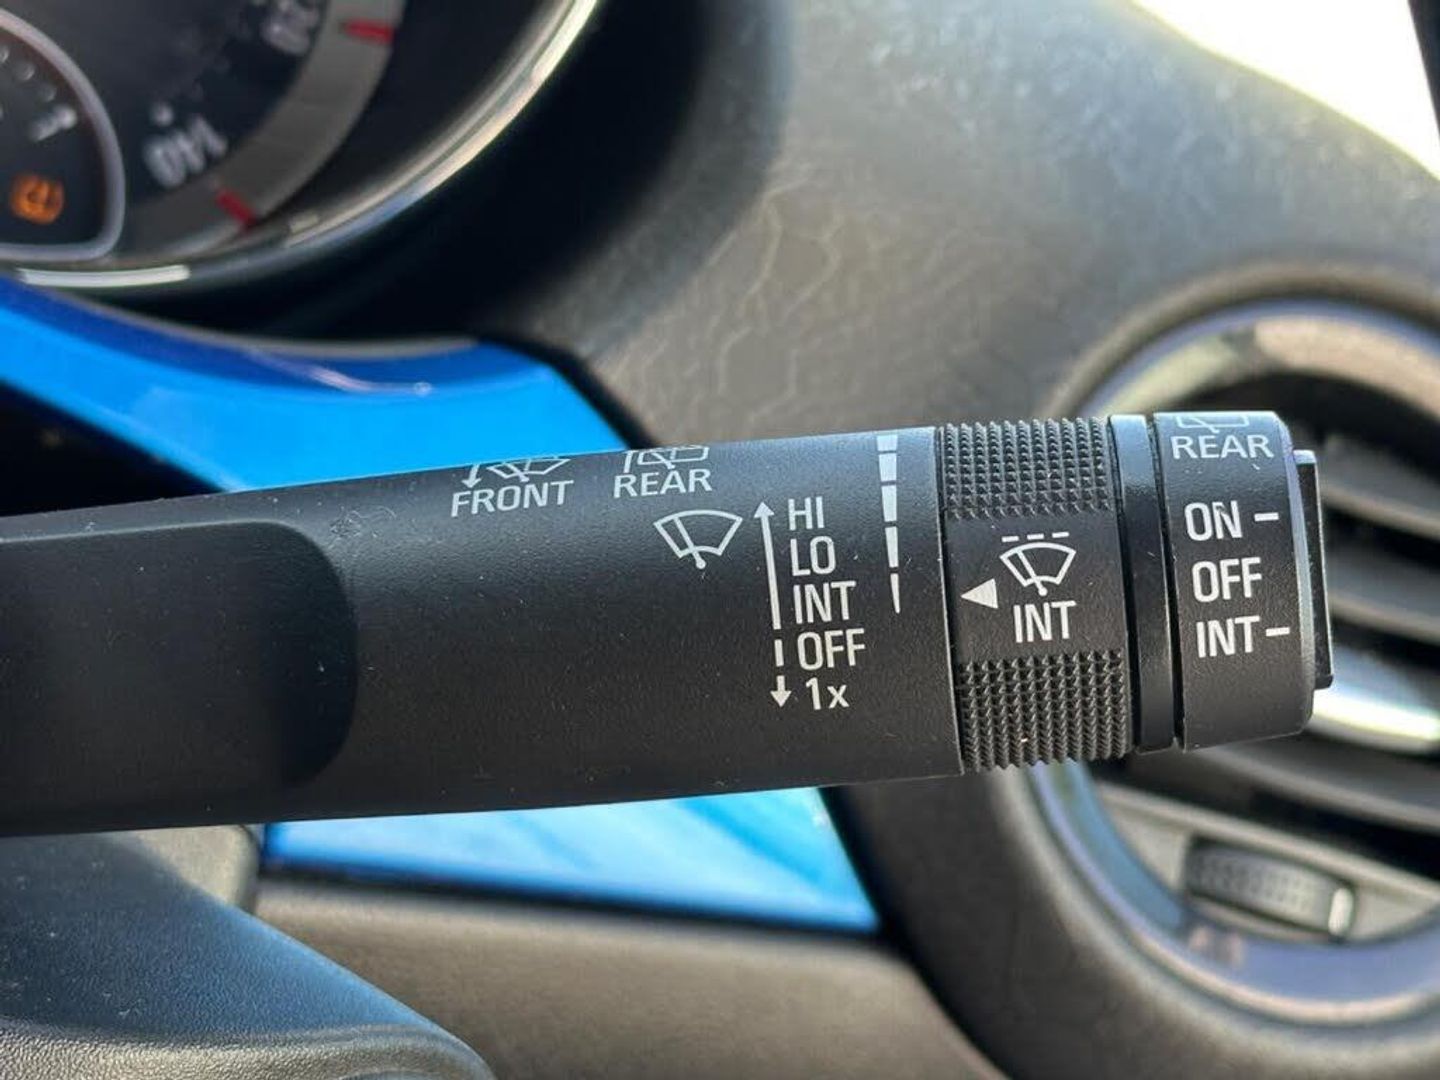 140
FRONT
REAR
HI
LO
INT
OFF
1x
INT
REAR
ON
OFF
INT